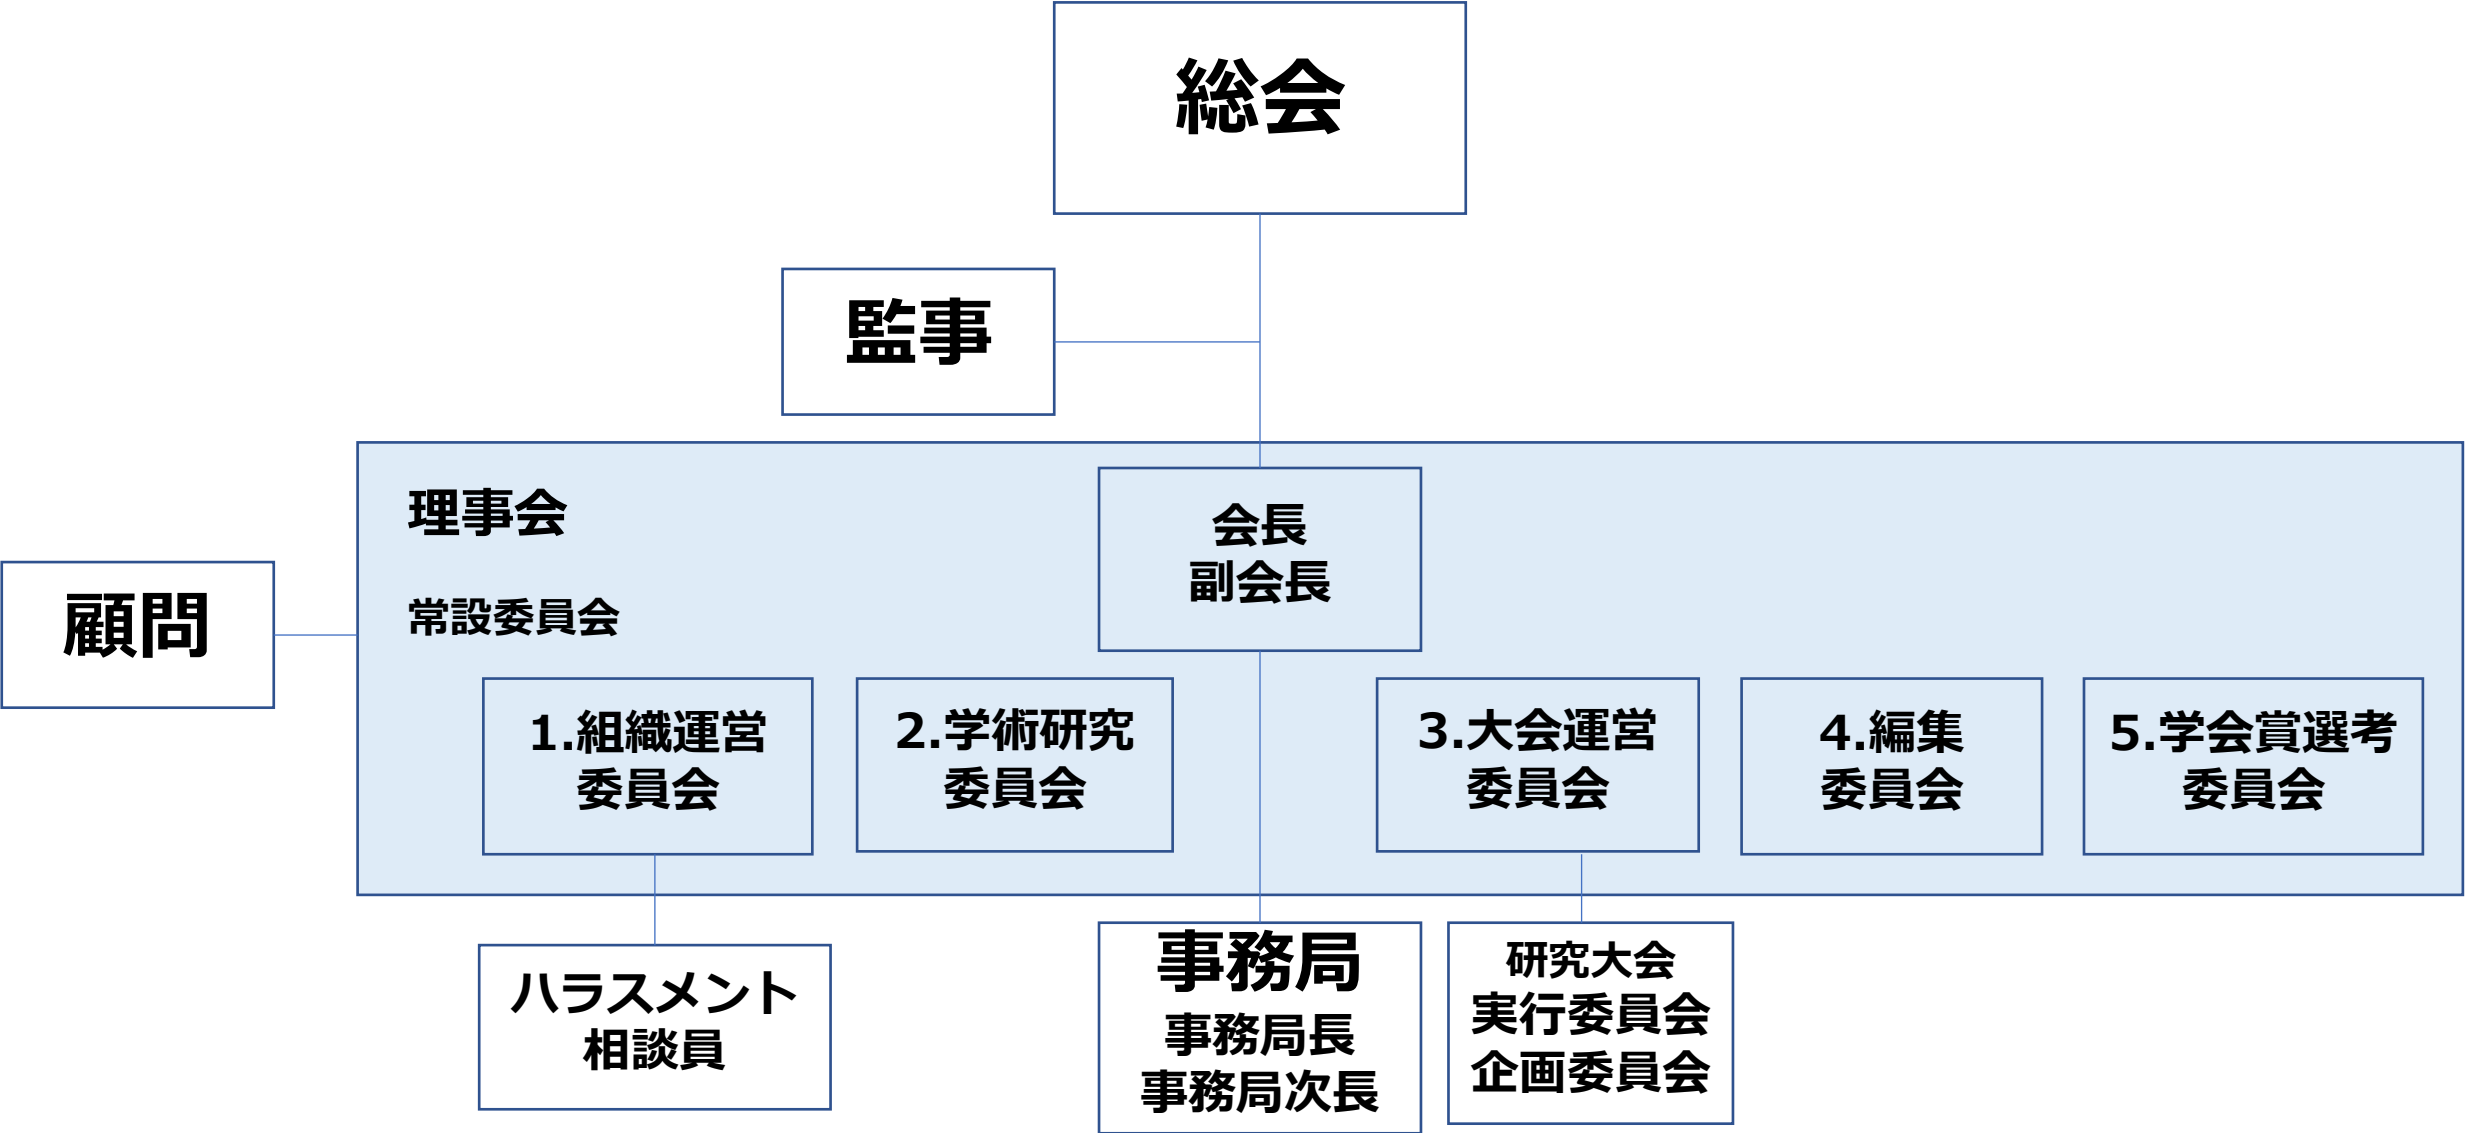 総会
監事
理事会
会長
副会長
顧問
常設委員会
1.組織運営
委員会
2.学術研究
委員会
3.大会運営
委員会
4.編集
委員会
5.学会賞選考
委員会
ハラスメント
相談員
事務局
事務局長
事務局次長
研究大会
実行委員会
企画委員会